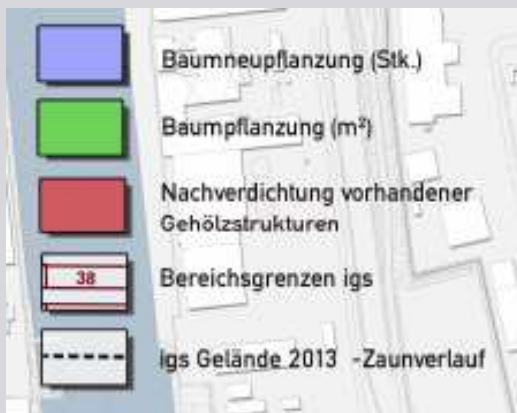 Baumneupflanzung (Stk.)
Baumpflanzung (m²)
Nachverdichtung vorhandener
Gehölzstrukturen
38
Bereichsgrenzen igs
igs Gelände 2013 -Zaunverlauf